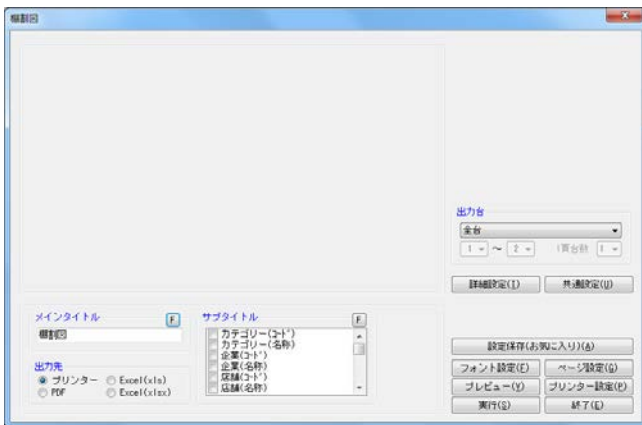 棚割図
出力台
全台
1 ～ 2
1頁台数 1
詳細設定(I) 共通設定(U)
メインタイトル F
棚割図
サブタイトル F
カテゴリー(コード)
カテゴリー(名称)
企業(コード)
企業(名称)
店舗(コード)
店舗(名称)
出力先
プリンター Excel(xls)
PDF Excel(xlsx)
設定保存(お気に入り)(A)
フォント設定(F) ページ設定(G)
プレビュー(V) プリンター設定(P)
実行(S) 終了(E)